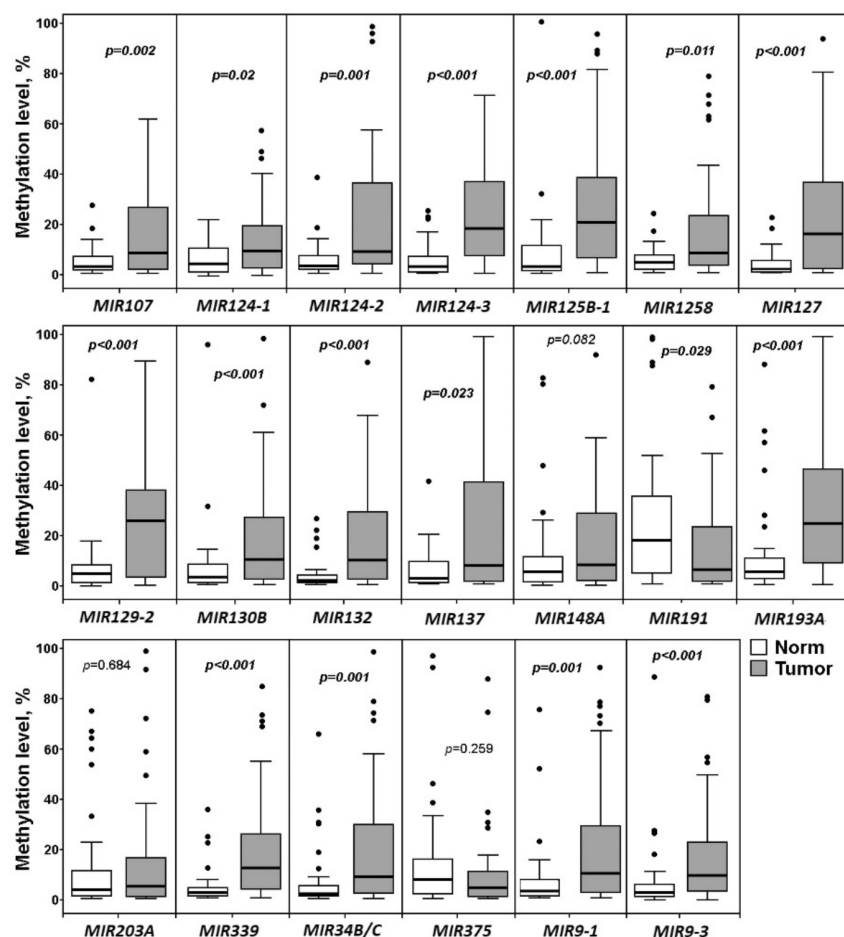 Methylation level, %
100
80
60
40
20
0
p=0.002
p=0.02
p=0.001
p<0.001
p<0.001
p=0.011
p<0.001
MIR107
MIR124-1
MIR124-2
MIR124-3
MIR125B-1
MIR1258
MIR127
Methylation level, %
100
80
60
40
20
0
p<0.001
p<0.001
p<0.001
p=0.023
p=0.082
p=0.029
p<0.001
MIR129-2
MIR130B
MIR132
MIR137
MIR148A
MIR191
MIR193A
Methylation level, %
100
80
60
40
20
0
p=0.684
p<0.001
p=0.001
p=0.259
p=0.001
p<0.001
Norm
Tumor
MIR203A
MIR339
MIR34B/C
MIR375
MIR9-1
MIR9-3